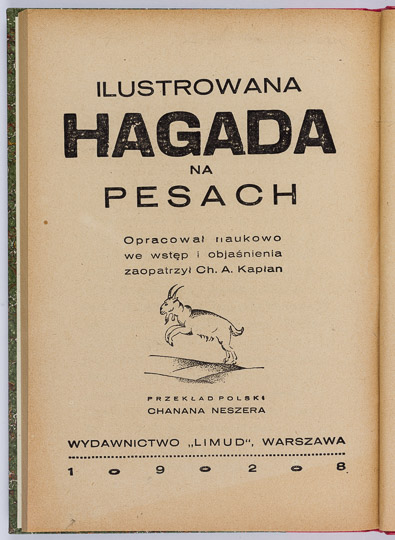 ILUSTROWANA
HAGADA
NA
PESACH
Opracował naukowo
we wstęp i objaśnienia
zaopatrzył Ch. A. Kapłan
PRZEKŁAD POLSKI
CHANANA NESZERA
WYDAWNICTWO „LIMUD", WARSZAWA
1 o 9 o 2 o 8